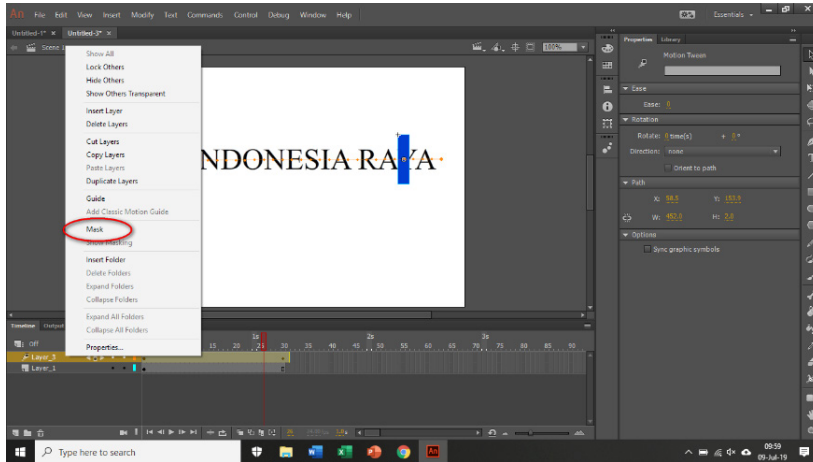 An File Edit View Insert Modify Text Commands Control Debug Window Help Essentials
Untitled-1* × Untitled-3* ×
Scene 100%
Show All
Lock Others
Hide Others
Show Others Transparent
Insert Layer
Delete Layers
Cut Layers
Copy Layers
Paste Layers
Duplicate Layers
Guide
Add Classic Motion Guide
Mask
Show Masking
Insert Folder
Delete Folders
Expand Folders
Collapse Folders
Expand All Folders
Collapse All Folders
Properties...
NDONESIA RAYA
Properties Library
Motion Tween
Ease
Ease: 0
Rotation
Rotate: 0 time(s) + 0°
Direction: none
Orient to path
Path
X: 58.5 Y: 153.5
W: 452.0 H: 2.0
Options
Sync graphic symbols
Timeline Output
Off 1s 2s 3s
15 20 25 30 35 40 45 50 55 60 65 70 75 80 85 90
Layer_3
Layer_1
Type here to search
An
09:59
09-Jul-19